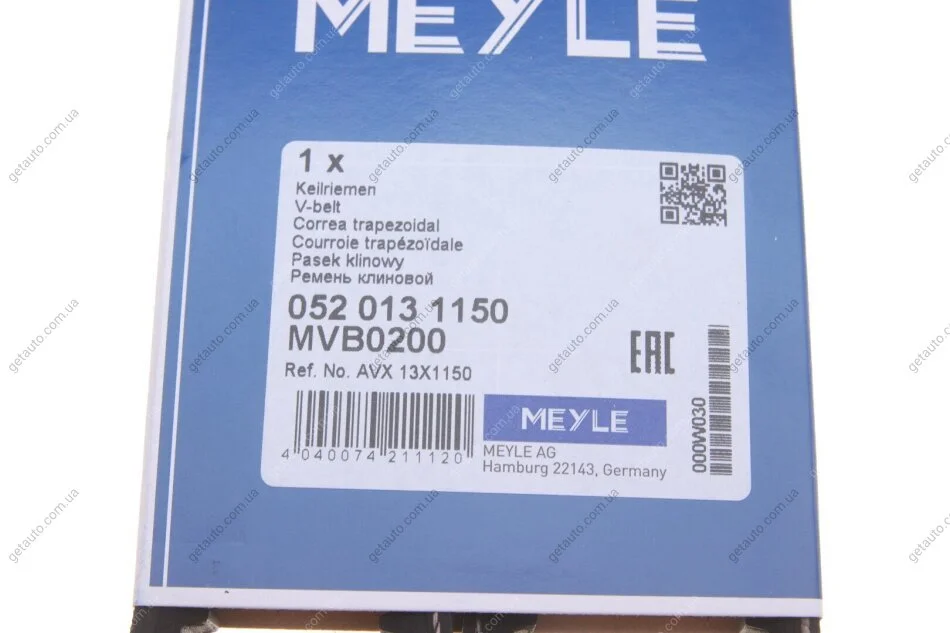 MEYLE
1 x
Keilriemen
V-belt
Correa trapezoidal
Courroie trapézoïdale
Pasek klinowy
Ремень клиновой
052 013 1150
MVB0200
Ref. No. AVX 13X1150
4 040074 211120
MEYLE
MEYLE AG
Hamburg 22143, Germany
EAC
000W030
getauto.com.ua